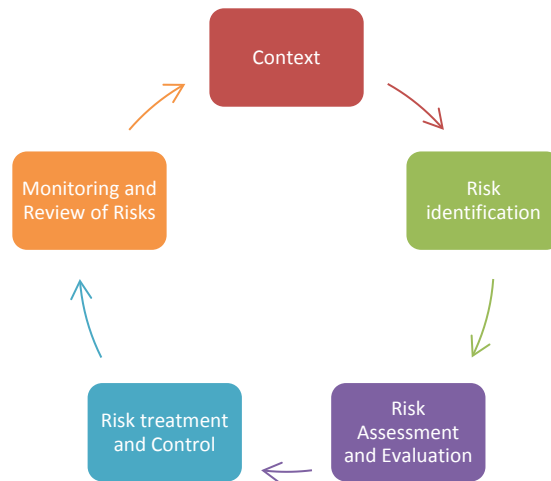 Context
Risk
identification
Risk
Assessment
and Evaluation
Risk treatment
and Control
Monitoring and
Review of Risks